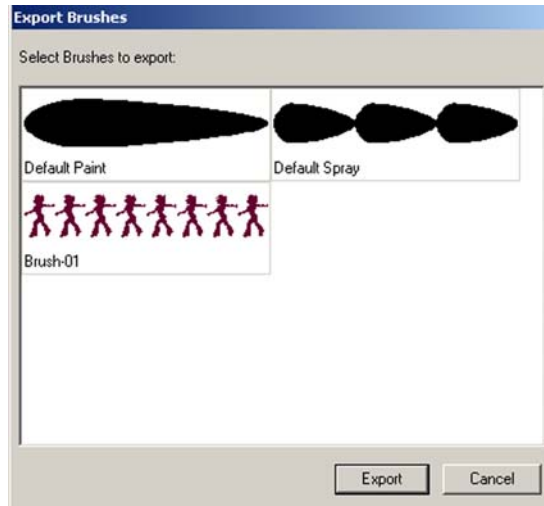 Export Brushes
Select Brushes to export:
Default Paint
Default Spray
Brush-01
Export
Cancel